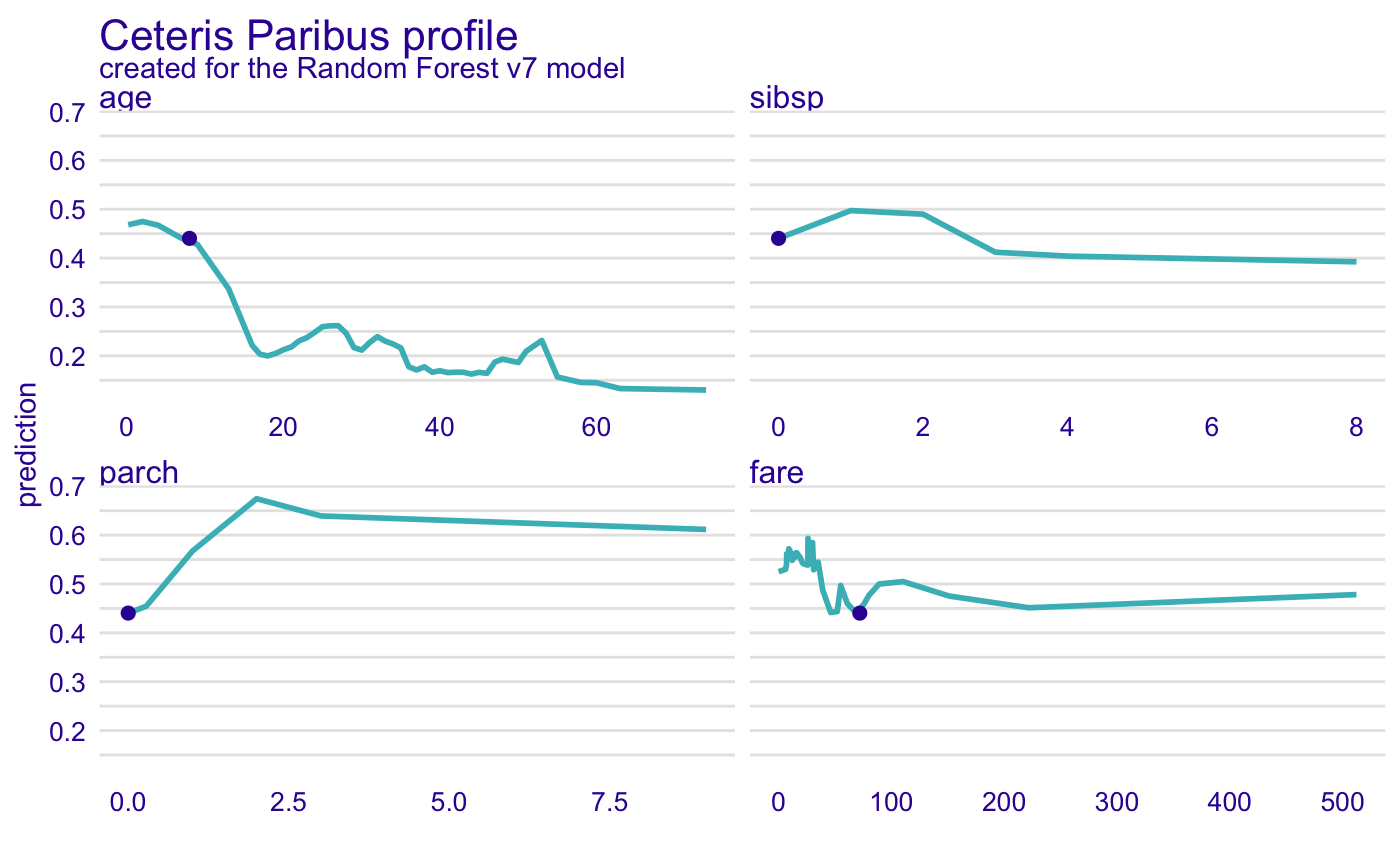 Ceteris Paribus profile
created for the Random Forest v7 model
age
sibsp
0.7
0.6
0.5
0.4
0.3
0.2
0 20 40 60
0 2 4 6 8
prediction
parch
fare
0.7
0.6
0.5
0.4
0.3
0.2
0.0 2.5 5.0 7.5
0 100 200 300 400 500